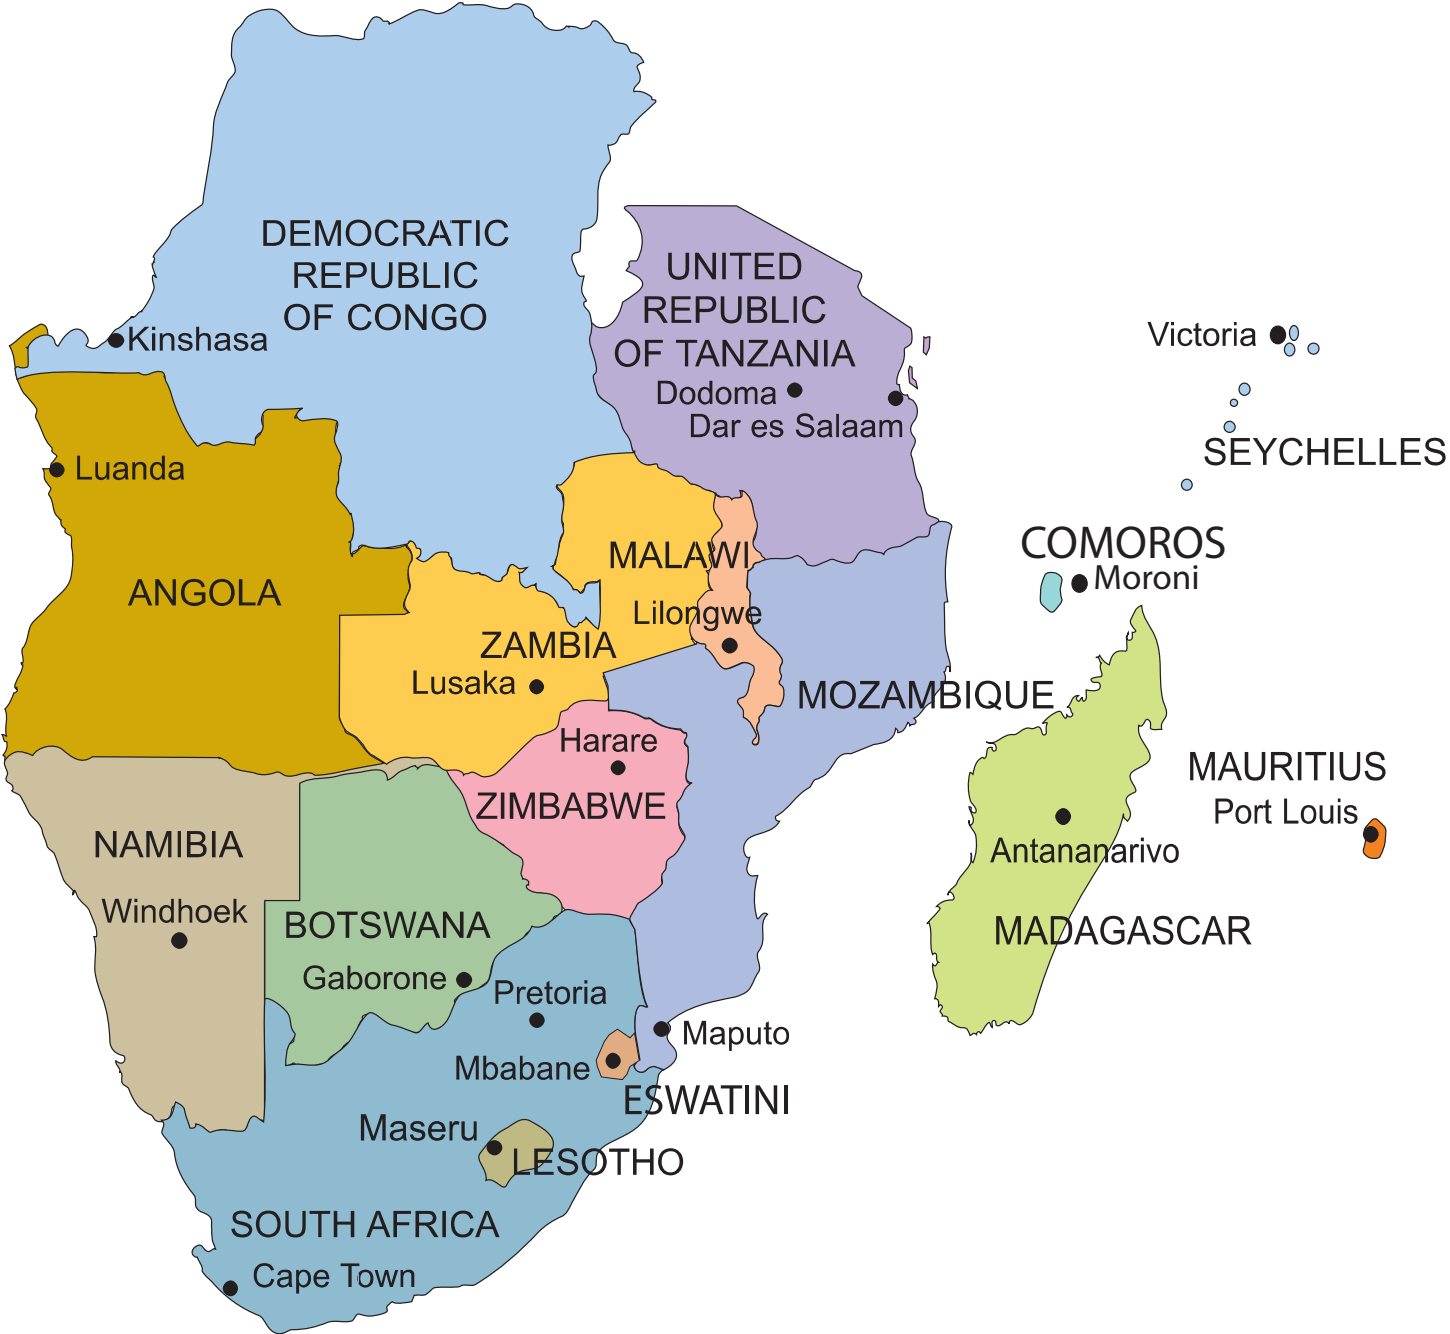 DEMOCRATIC
REPUBLIC
OF CONGO
Kinshasa
UNITED
REPUBLIC
OF TANZANIA
Dodoma
Dar es Salaam
Victoria
SEYCHELLES
Luanda
ANGOLA
MALAWI
Lilongwe
COMOROS
Moroni
ZAMBIA
Lusaka
MOZAMBIQUE
Harare
ZIMBABWE
MAURITIUS
Port Louis
NAMIBIA
Windhoek
Antananarivo
MADAGASCAR
BOTSWANA
Gaborone
Pretoria
Maputo
Mbabane
ESWATINI
Maseru
LESOTHO
SOUTH AFRICA
Cape Town